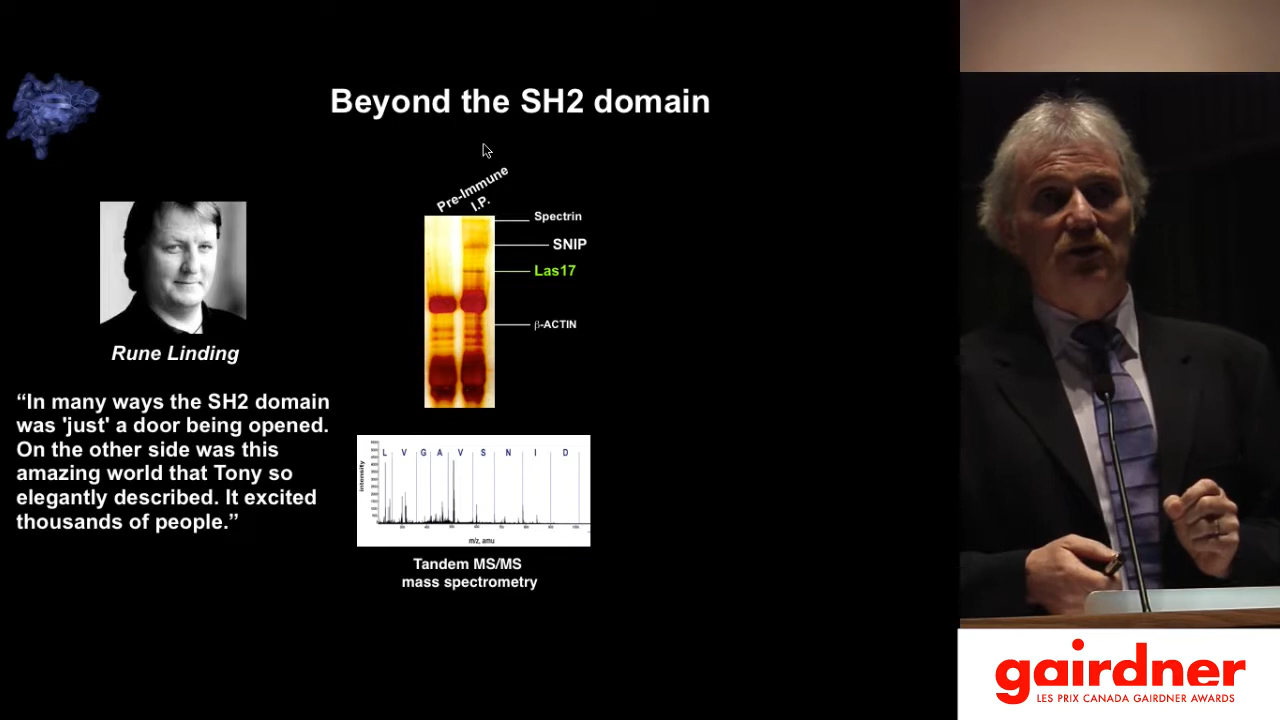 Beyond the SH2 domain
Pre-Immune
I.P.
Spectrin
SNIP
Las17
β-ACTIN
Rune Linding
“In many ways the SH2 domain
was 'just' a door being opened.
On the other side was this
amazing world that Tony so
elegantly described. It excited
thousands of people.”
intensity
L V G A V S N I D
m/z, amu
Tandem MS/MS
mass spectrometry
gairdner
LES PRIX CANADA GAIRDNER AWARDS